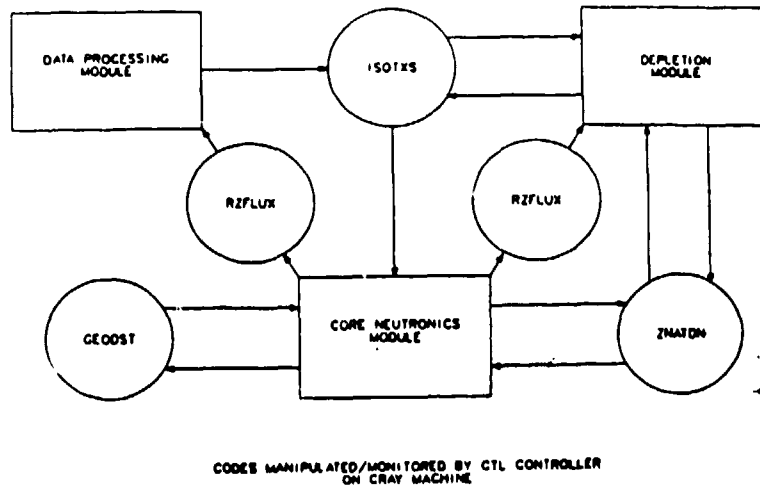 DATA PROCESSING
MODULE
ISOTXS
DEPLETION
MODULE
RZFLUX
RZFLUX
GEODST
CORE NEUTRONICS
MODULE
ZNATDN
CODES MANIPULATED/MONITORED BY CTL CONTROLLER
ON CRAY MACHINE